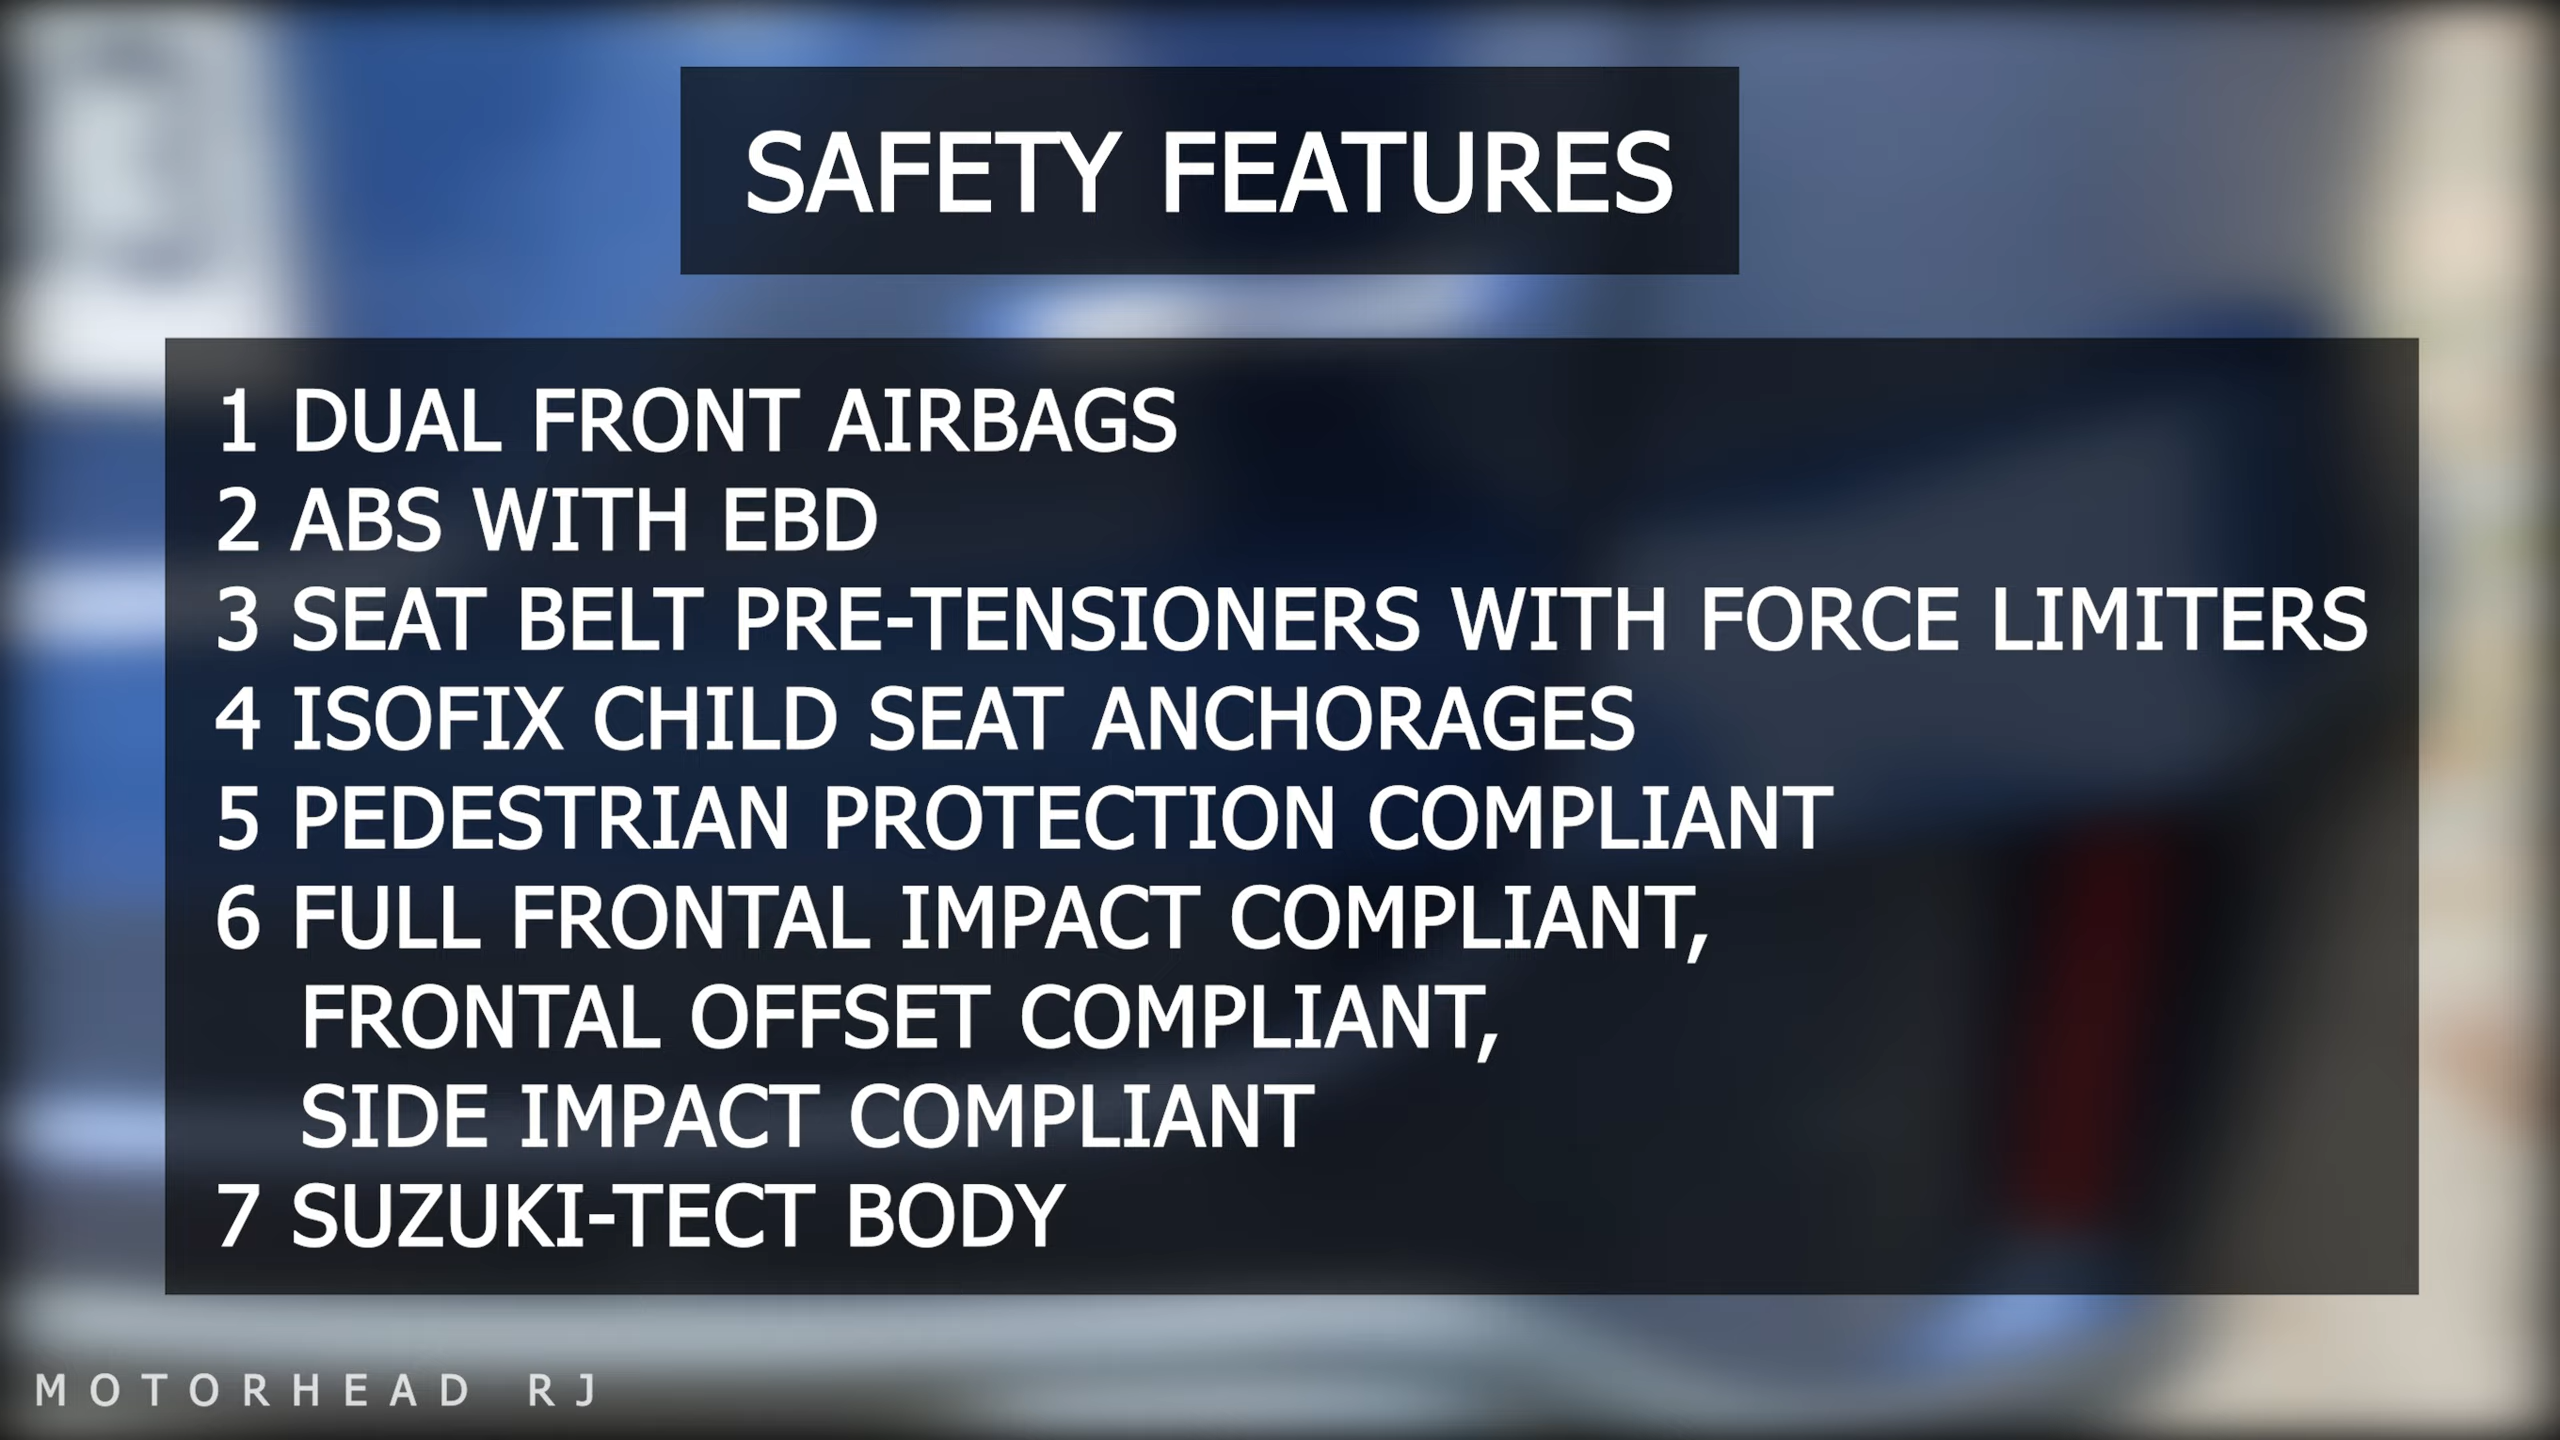 SAFETY FEATURES
1 DUAL FRONT AIRBAGS
2 ABS WITH EBD
3 SEAT BELT PRE-TENSIONERS WITH FORCE LIMITERS
4 ISOFIX CHILD SEAT ANCHORAGES
5 PEDESTRIAN PROTECTION COMPLIANT
6 FULL FRONTAL IMPACT COMPLIANT,
FRONTAL OFFSET COMPLIANT,
SIDE IMPACT COMPLIANT
7 SUZUKI-TECT BODY
MOTORHEAD RJ